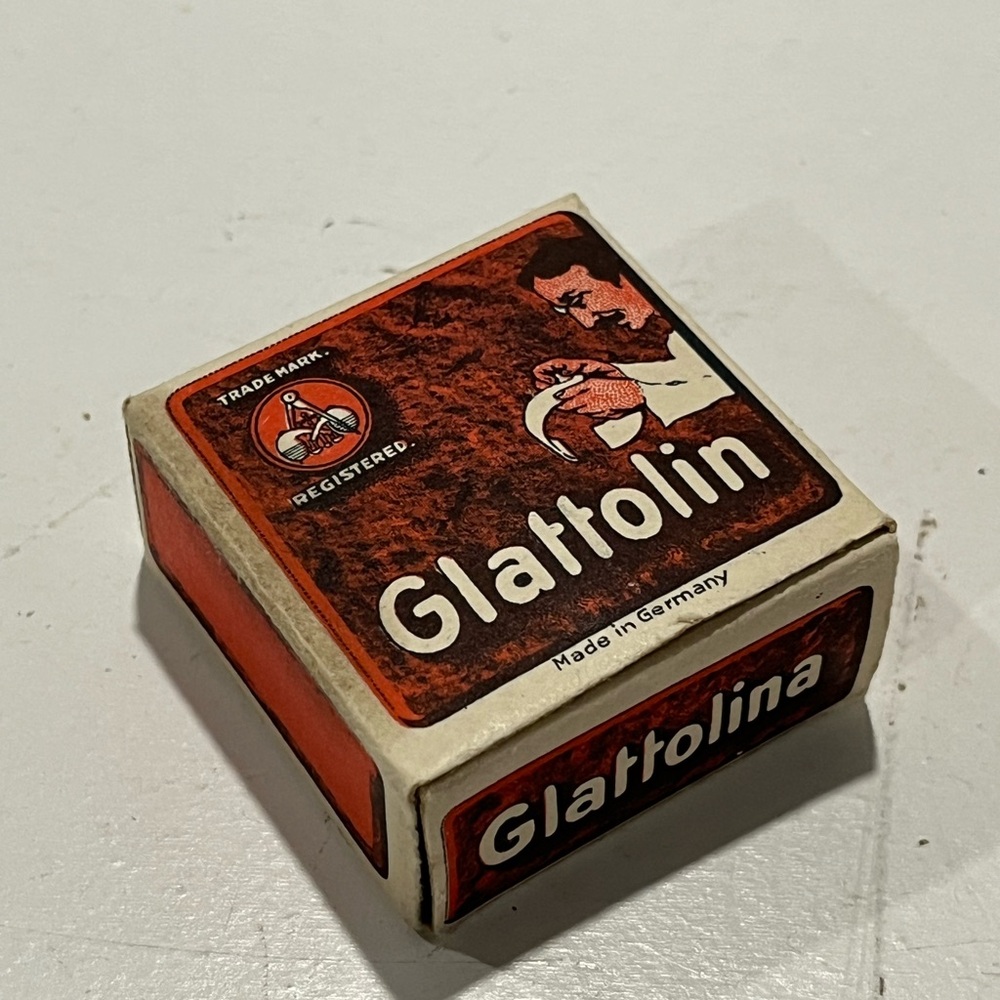 TRADE MARK.
REGISTERED.
Glattolin
Made in Germany
Glattolina